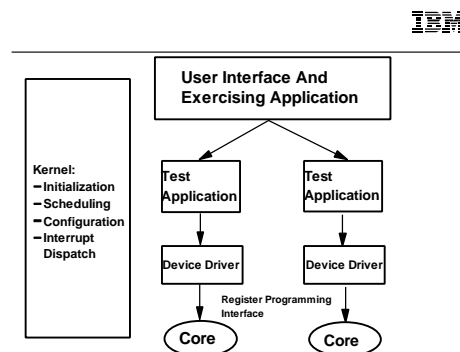 IBM
User Interface And
Exercising Application
Kernel:
– Initialization
– Scheduling
– Configuration
– Interrupt
Dispatch
Test
Application
Test
Application
Device Driver
Device Driver
Register Programming
Interface
Core
Core